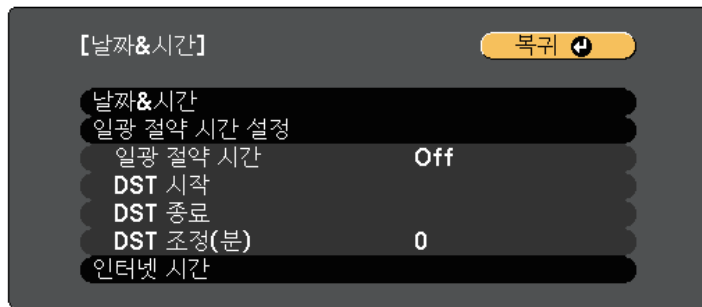 [날짜&시간]
복귀
날짜&시간
일광 절약 시간 설정
일광 절약 시간 Off
DST 시작
DST 종료
DST 조정(분) 0
인터넷 시간